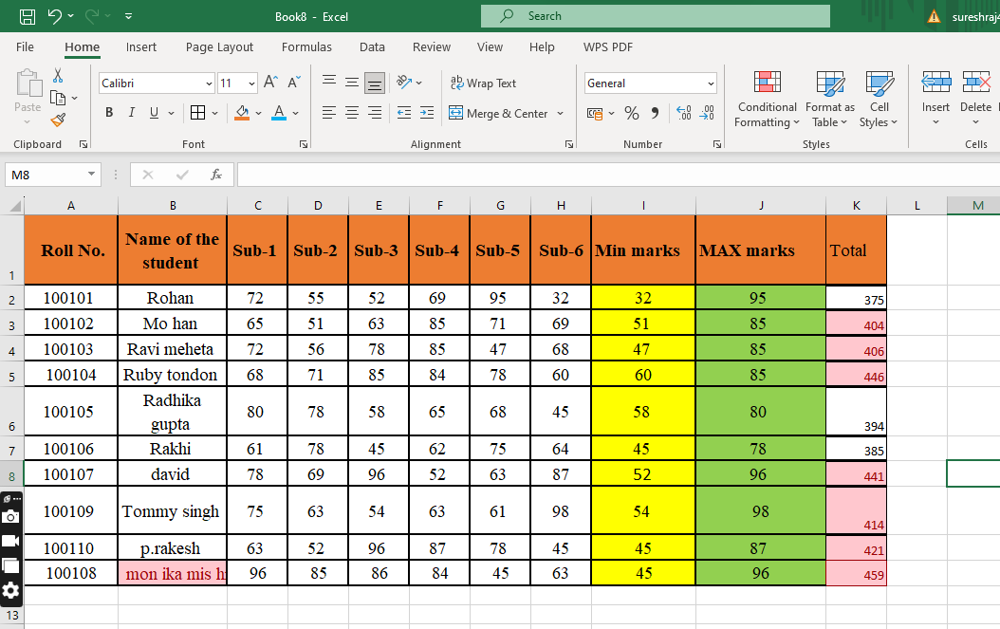 Book8 - Excel
Search
sureshraj4
File Home Insert Page Layout Formulas Data Review View Help WPS PDF
Paste
Calibri 11
B I U
Wrap Text
Merge & Center
General
Conditional Formatting
Format as Table
Cell Styles
Insert Delete
Clipboard Font Alignment Number Styles Cells
M8 fx
A B C D E F G H I J K L M
1 Roll No. Name of the student Sub-1 Sub-2 Sub-3 Sub-4 Sub-5 Sub-6 Min marks MAX marks Total
2 100101 Rohan 72 55 52 69 95 32 32 95 375
3 100102 Mo han 65 51 63 85 71 69 51 85 404
4 100103 Ravi meheta 72 56 78 85 47 68 47 85 406
5 100104 Ruby tondon 68 71 85 84 78 60 60 85 446
6 100105 Radhika gupta 80 78 58 65 68 45 58 80 394
7 100106 Rakhi 61 78 45 62 75 64 45 78 385
8 100107 david 78 69 96 52 63 87 52 96 441
100109 Tommy singh 75 63 54 63 61 98 54 98 414
100110 p.rakesh 63 52 96 87 78 45 45 87 421
100108 mon ika mis h 96 85 86 84 45 63 45 96 459
13